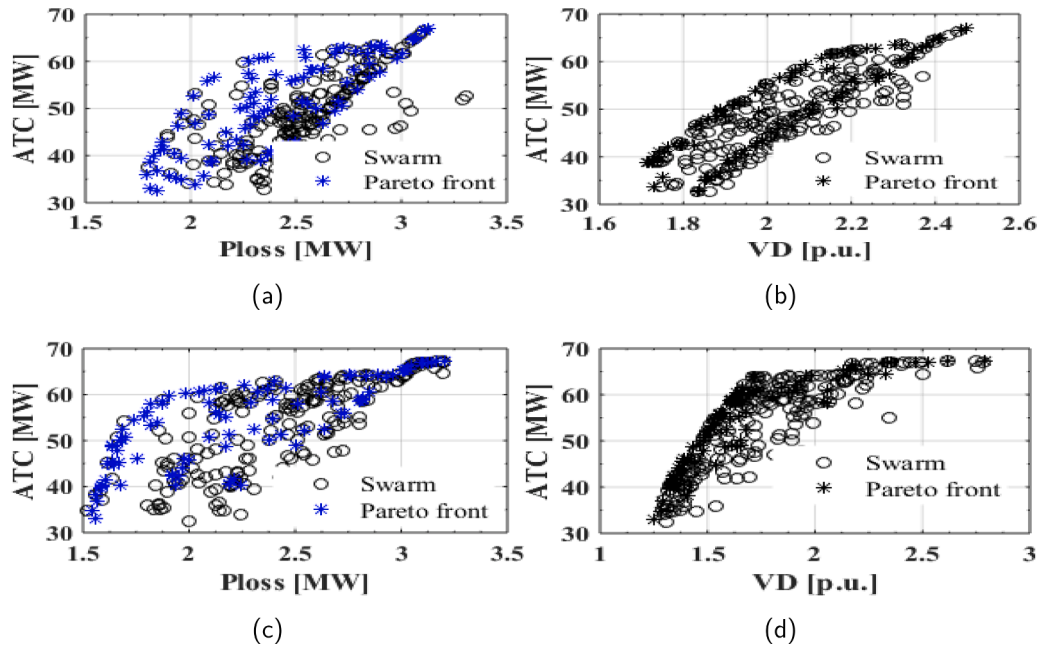 70
60
50
40
30
ATC [MW]
Swarm
Pareto front
1.5 2 2.5 3 3.5
Ploss [MW]
(a)
70
60
50
40
30
ATC [MW]
Swarm
Pareto front
1.6 1.8 2 2.2 2.4 2.6
VD [p.u.]
(b)
70
60
50
40
30
ATC [MW]
Swarm
Pareto front
1.5 2 2.5 3 3.5
Ploss [MW]
(c)
70
60
50
40
30
ATC [MW]
Swarm
Pareto front
1 1.5 2 2.5 3
VD [p.u.]
(d)